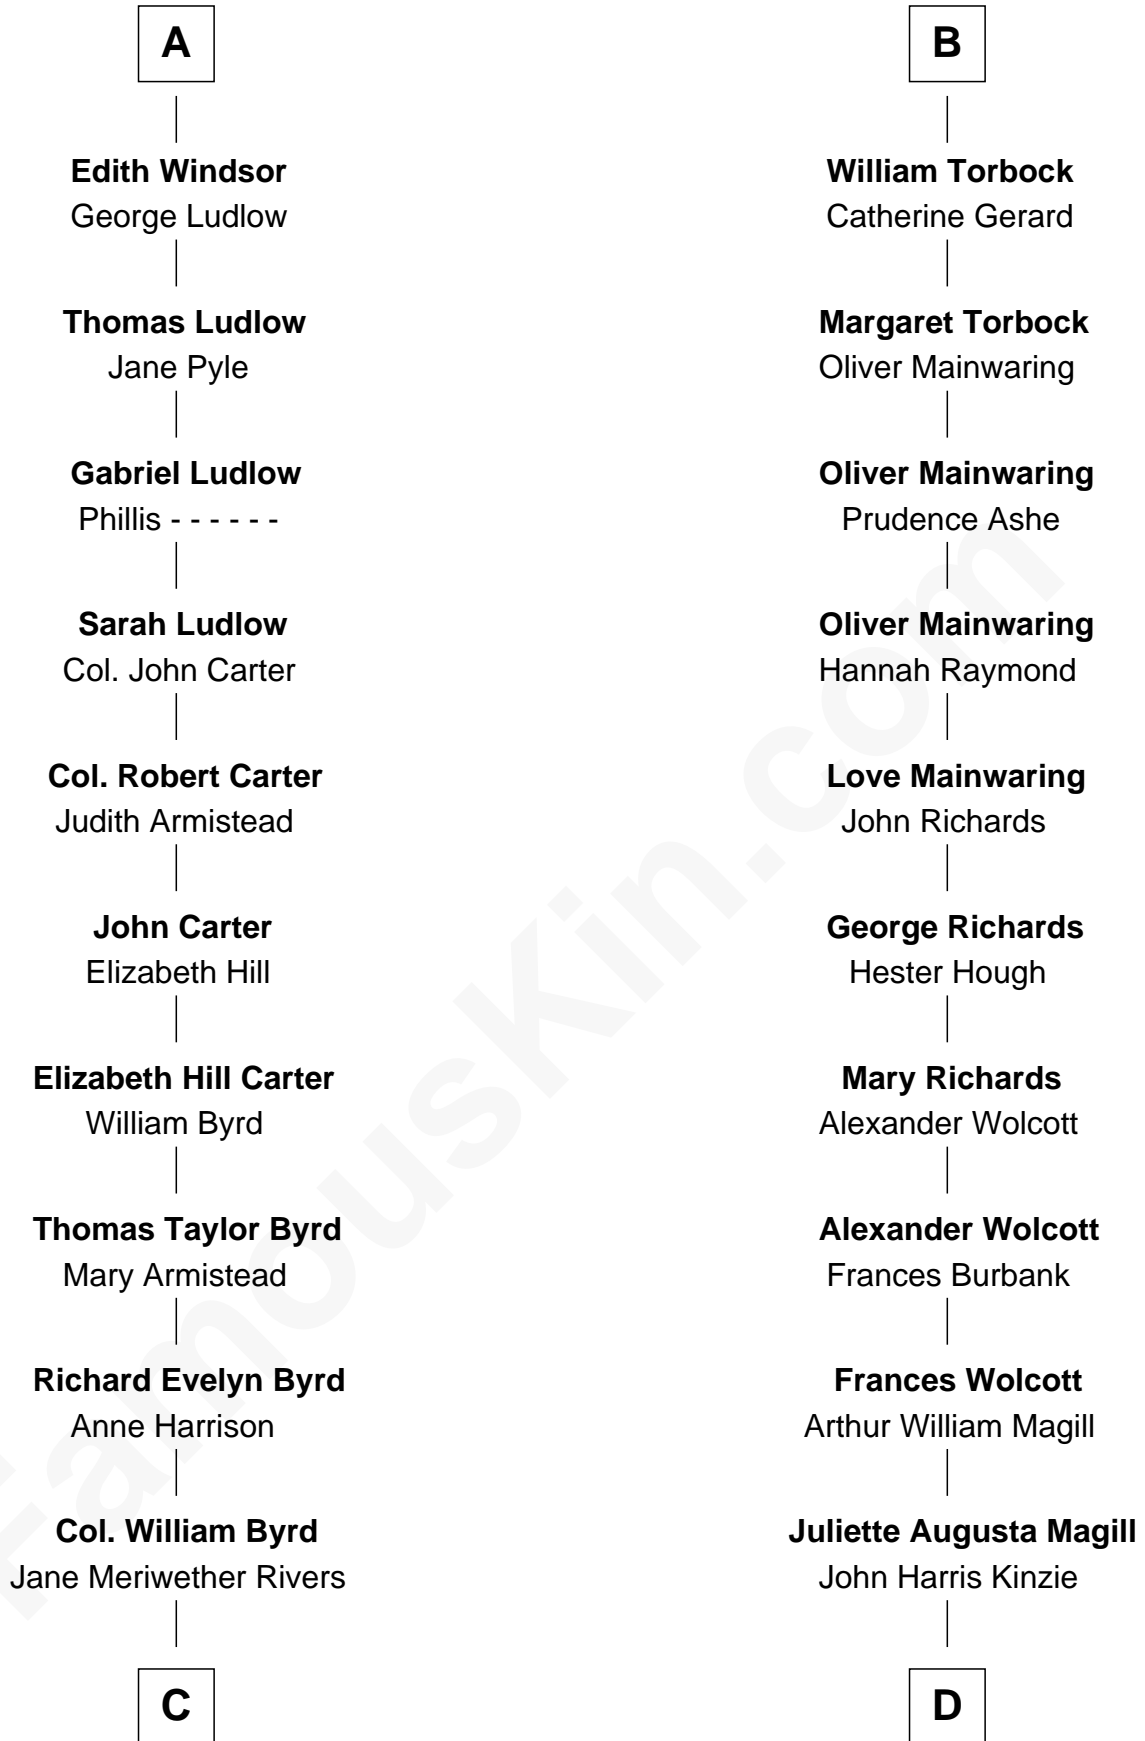 A
Edith Windsor
George Ludlow
Thomas Ludlow
Jane Pyle
Gabriel Ludlow
Phillis - - - - - -
Sarah Ludlow
Col. John Carter
Col. Robert Carter
Judith Armistead
John Carter
Elizabeth Hill
Elizabeth Hill Carter
William Byrd
Thomas Taylor Byrd
Mary Armistead
Richard Evelyn Byrd
Anne Harrison
Col. William Byrd
Jane Meriwether Rivers
C
B
William Torbock
Catherine Gerard
Margaret Torbock
Oliver Mainwaring
Oliver Mainwaring
Prudence Ashe
Oliver Mainwaring
Hannah Raymond
Love Mainwaring
John Richards
George Richards
Hester Hough
Mary Richards
Alexander Wolcott
Alexander Wolcott
Frances Burbank
Frances Wolcott
Arthur William Magill
Juliette Augusta Magill
John Harris Kinzie
D
FamousKin.com